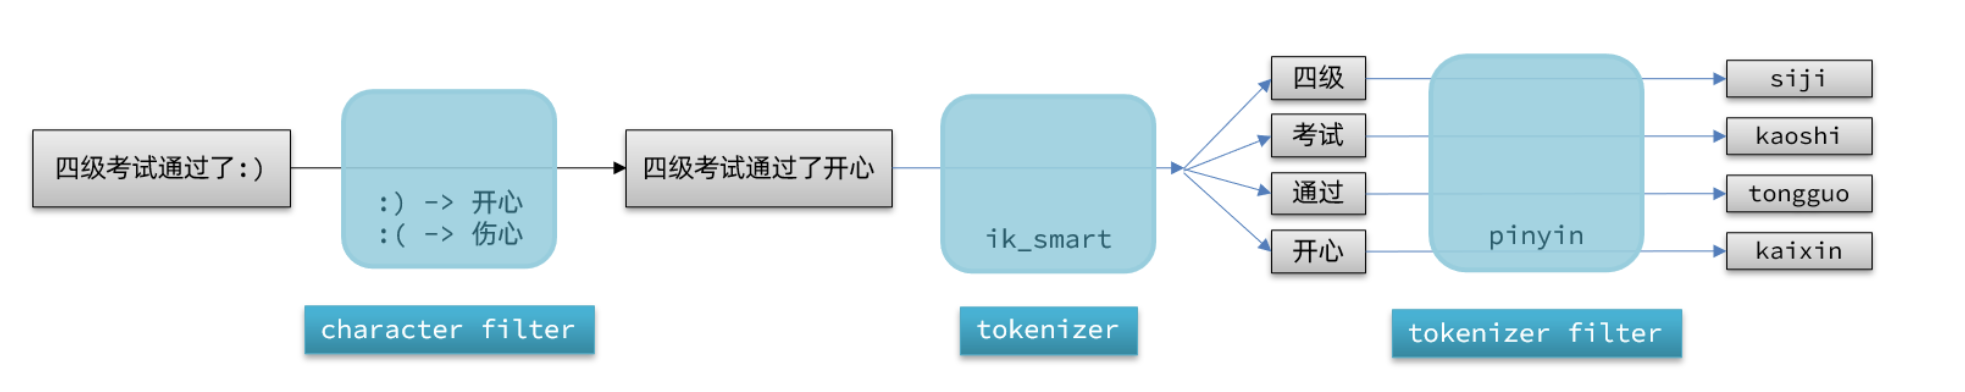 四级考试通过了:)
:) -> 开心
:( -> 伤心
character filter
四级考试通过了开心
ik_smart
tokenizer
四级
考试
通过
开心
pinyin
tokenizer filter
siji
kaoshi
tongguo
kaixin